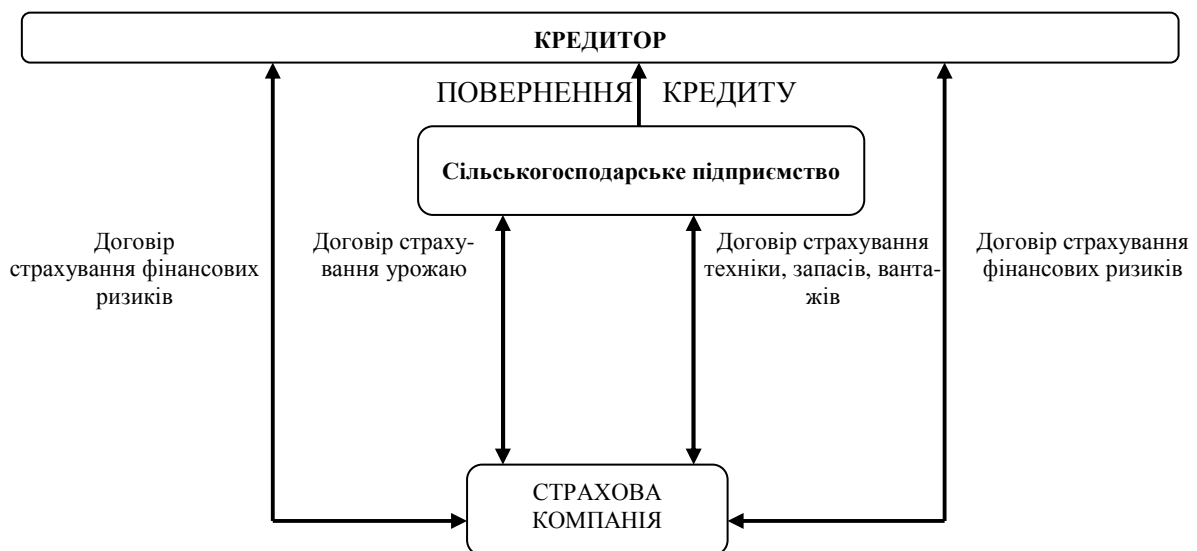 КРЕДИТОР
ПОВЕРНЕННЯ КРЕДИТУ
Сільськогосподарське підприємство
Договір
страхування фінансових
ризиків
Договір страху-
вання урожаю
Договір страхування
техніки, запасів, ванта-
жів
Договір страхування
фінансових ризиків
СТРАХОВА
КОМПАНІЯ